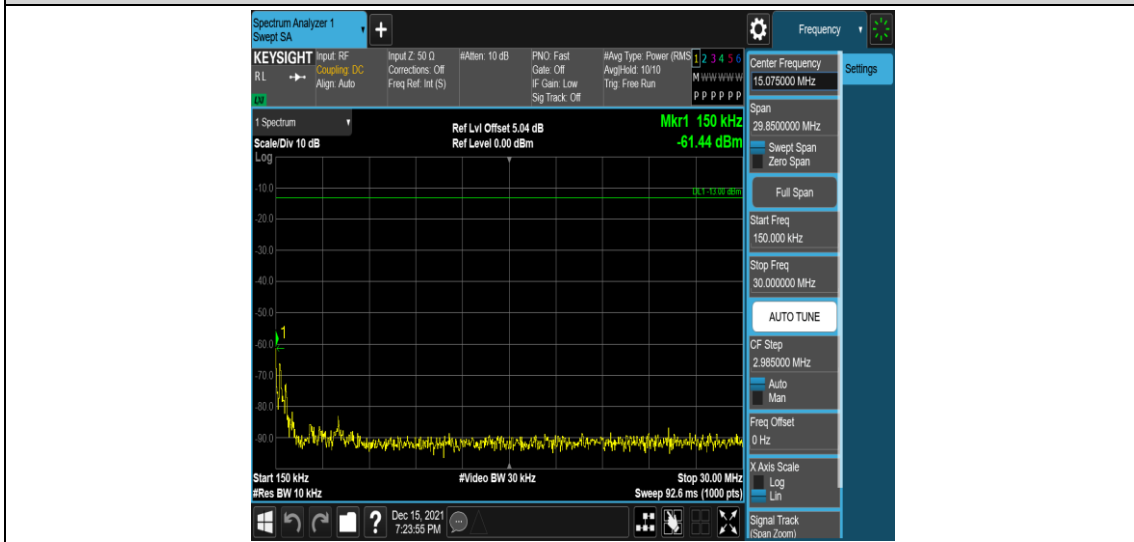 Spectrum Analyzer 1
Swept SA
+
Frequency
KEYSIGHT
RL
LXI
Input: RF
Coupling: DC
Align: Auto
Input Z: 50 Ω
Corrections: Off
Freq Ref: Int (S)
#Atten: 10 dB
PNO: Fast
Gate: Off
IF Gain: Low
Sig Track: Off
#Avg Type: Power (RMS
Avg|Hold: 10/10
Trig: Free Run
1 2 3 4 5 6
M W W W W W
P P P P P P
1 Spectrum
Scale/Div 10 dB
Log
Ref Lvl Offset 5.04 dB
Ref Level 0.00 dBm
Mkr1 150 kHz
-61.44 dBm
DL1 -13.00 dBm
-10.0
-20.0
-30.0
-40.0
-50.0
-60.0
-70.0
-80.0
-90.0
1
Start 150 kHz
#Res BW 10 kHz
#Video BW 30 kHz
Stop 30.00 MHz
Sweep 92.6 ms (1000 pts)
Center Frequency
15.075000 MHz
Settings
Span
29.8500000 MHz
Swept Span
Zero Span
Full Span
Start Freq
150.000 kHz
Stop Freq
30.000000 MHz
AUTO TUNE
CF Step
2.985000 MHz
Auto
Man
Freq Offset
0 Hz
X Axis Scale
Log
Lin
Signal Track
(Span Zoom)
?
Dec 15, 2021
7:23:55 PM